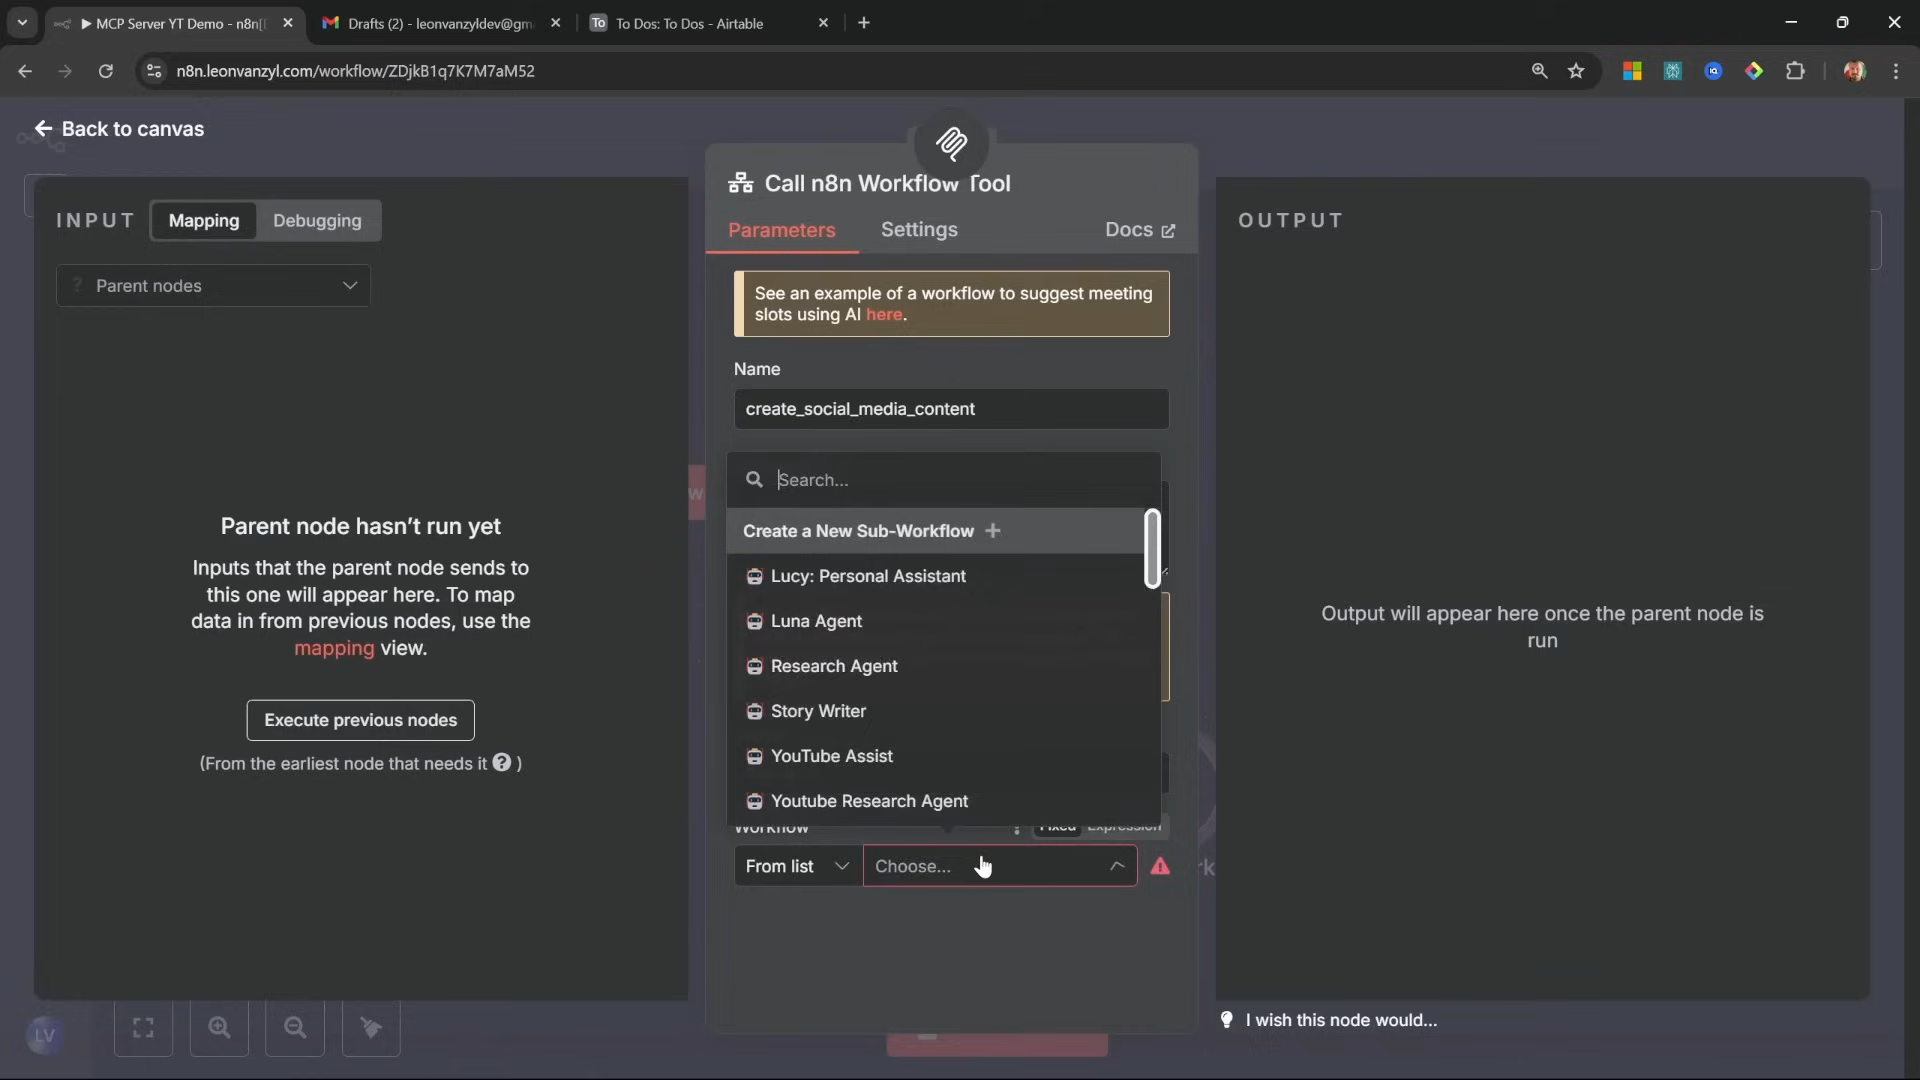 MCP Server YT Demo - n8n[
Drafts (2) - leonvanzyldev@gm
To
To Dos: To Dos - Airtable
n8n.leonvanzyl.com/workflow/ZDjkB1q7K7M7aM52
Back to canvas
Call n8n Workflow Tool
INPUT
Mapping
Debugging
Parameters
Settings
Docs
OUTPUT
Parent nodes
See an example of a workflow to suggest meeting
slots using AI here.
Name
create_social_media_content
Search...
Create a New Sub-Workflow
Lucy: Personal Assistant
Luna Agent
Research Agent
Story Writer
YouTube Assist
Youtube Research Agent
Parent node hasn't run yet
Inputs that the parent node sends to
this one will appear here. To map
data in from previous nodes, use the
mapping view.
Execute previous nodes
(From the earliest node that needs it ? )
Output will appear here once the parent node is
run
Workflow
Fixed
Expression
From list
Choose...
I wish this node would...
LV